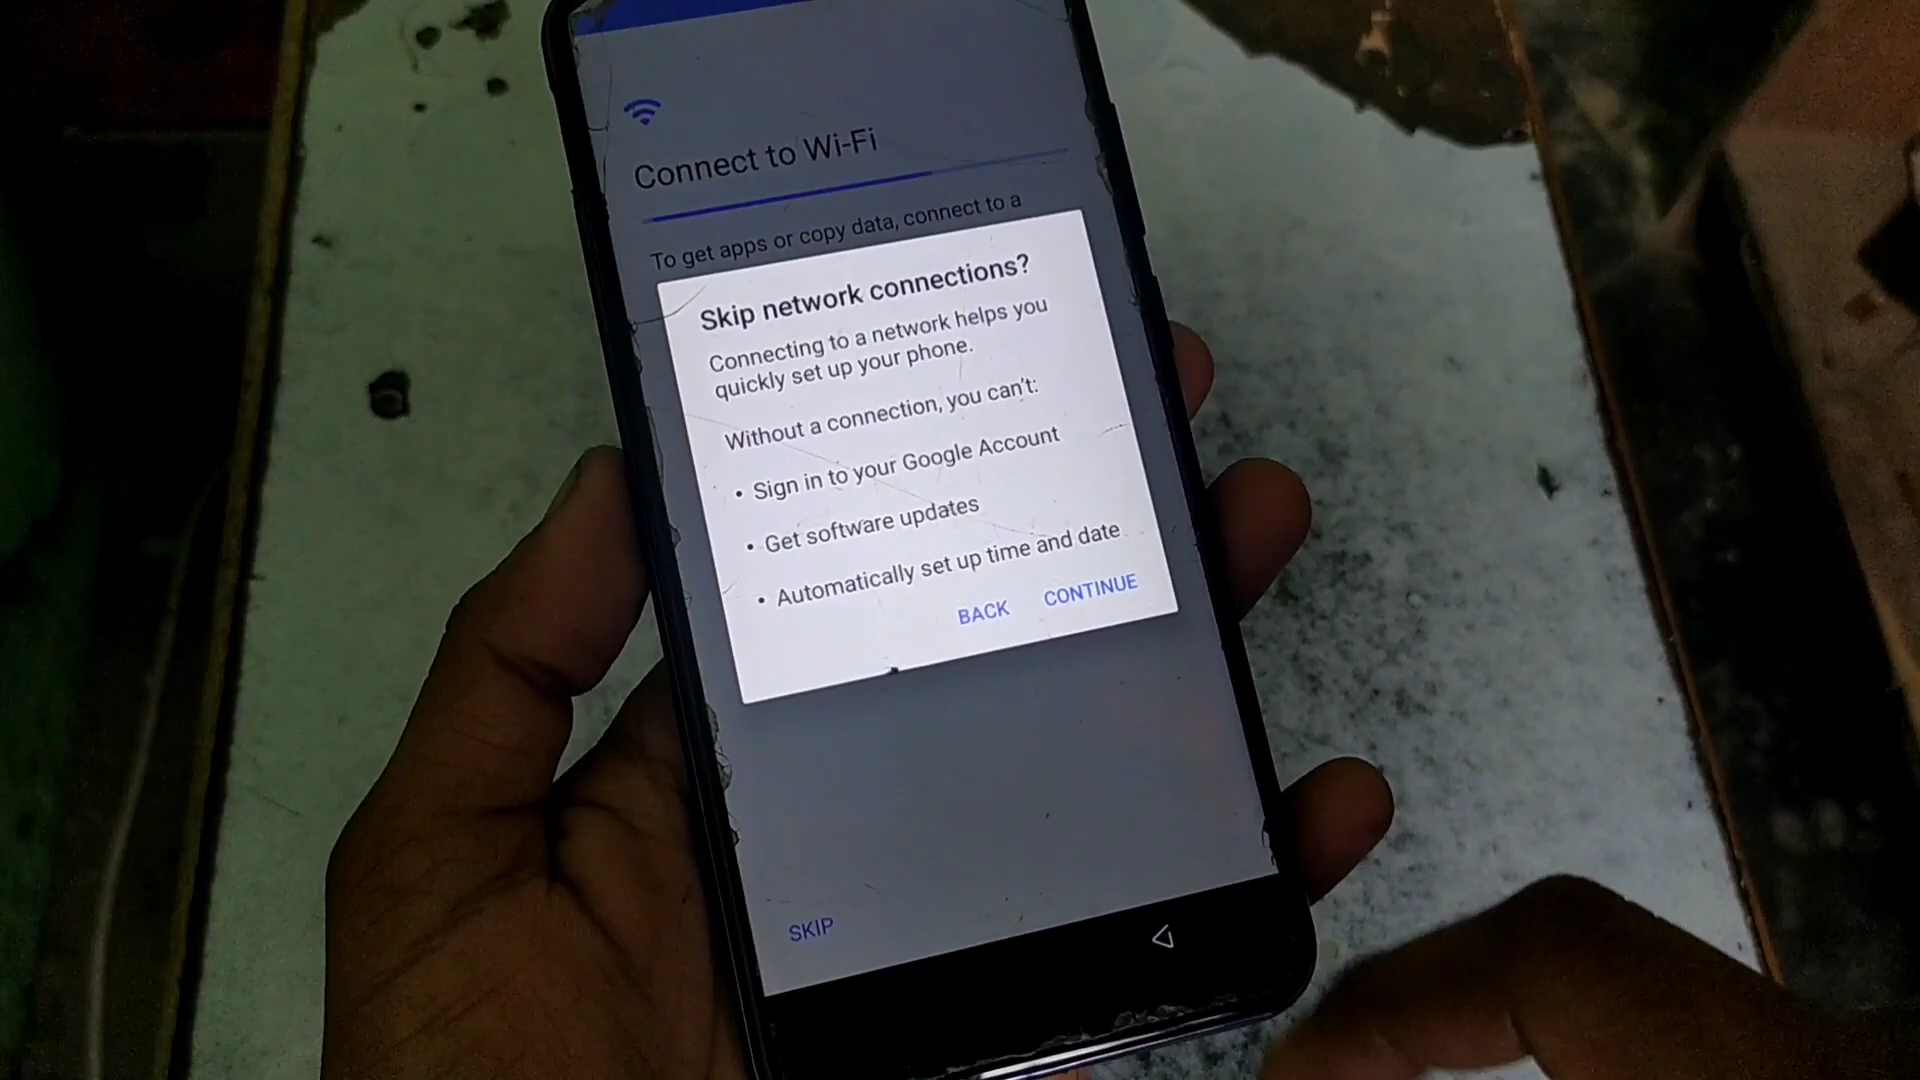 Connect to Wi-Fi
To get apps or copy data, connect to a
Skip network connections?
Connecting to a network helps you
quickly set up your phone.
Without a connection, you can't:
• Sign in to your Google Account
• Get software updates
• Automatically set up time and date
BACK CONTINUE
SKIP